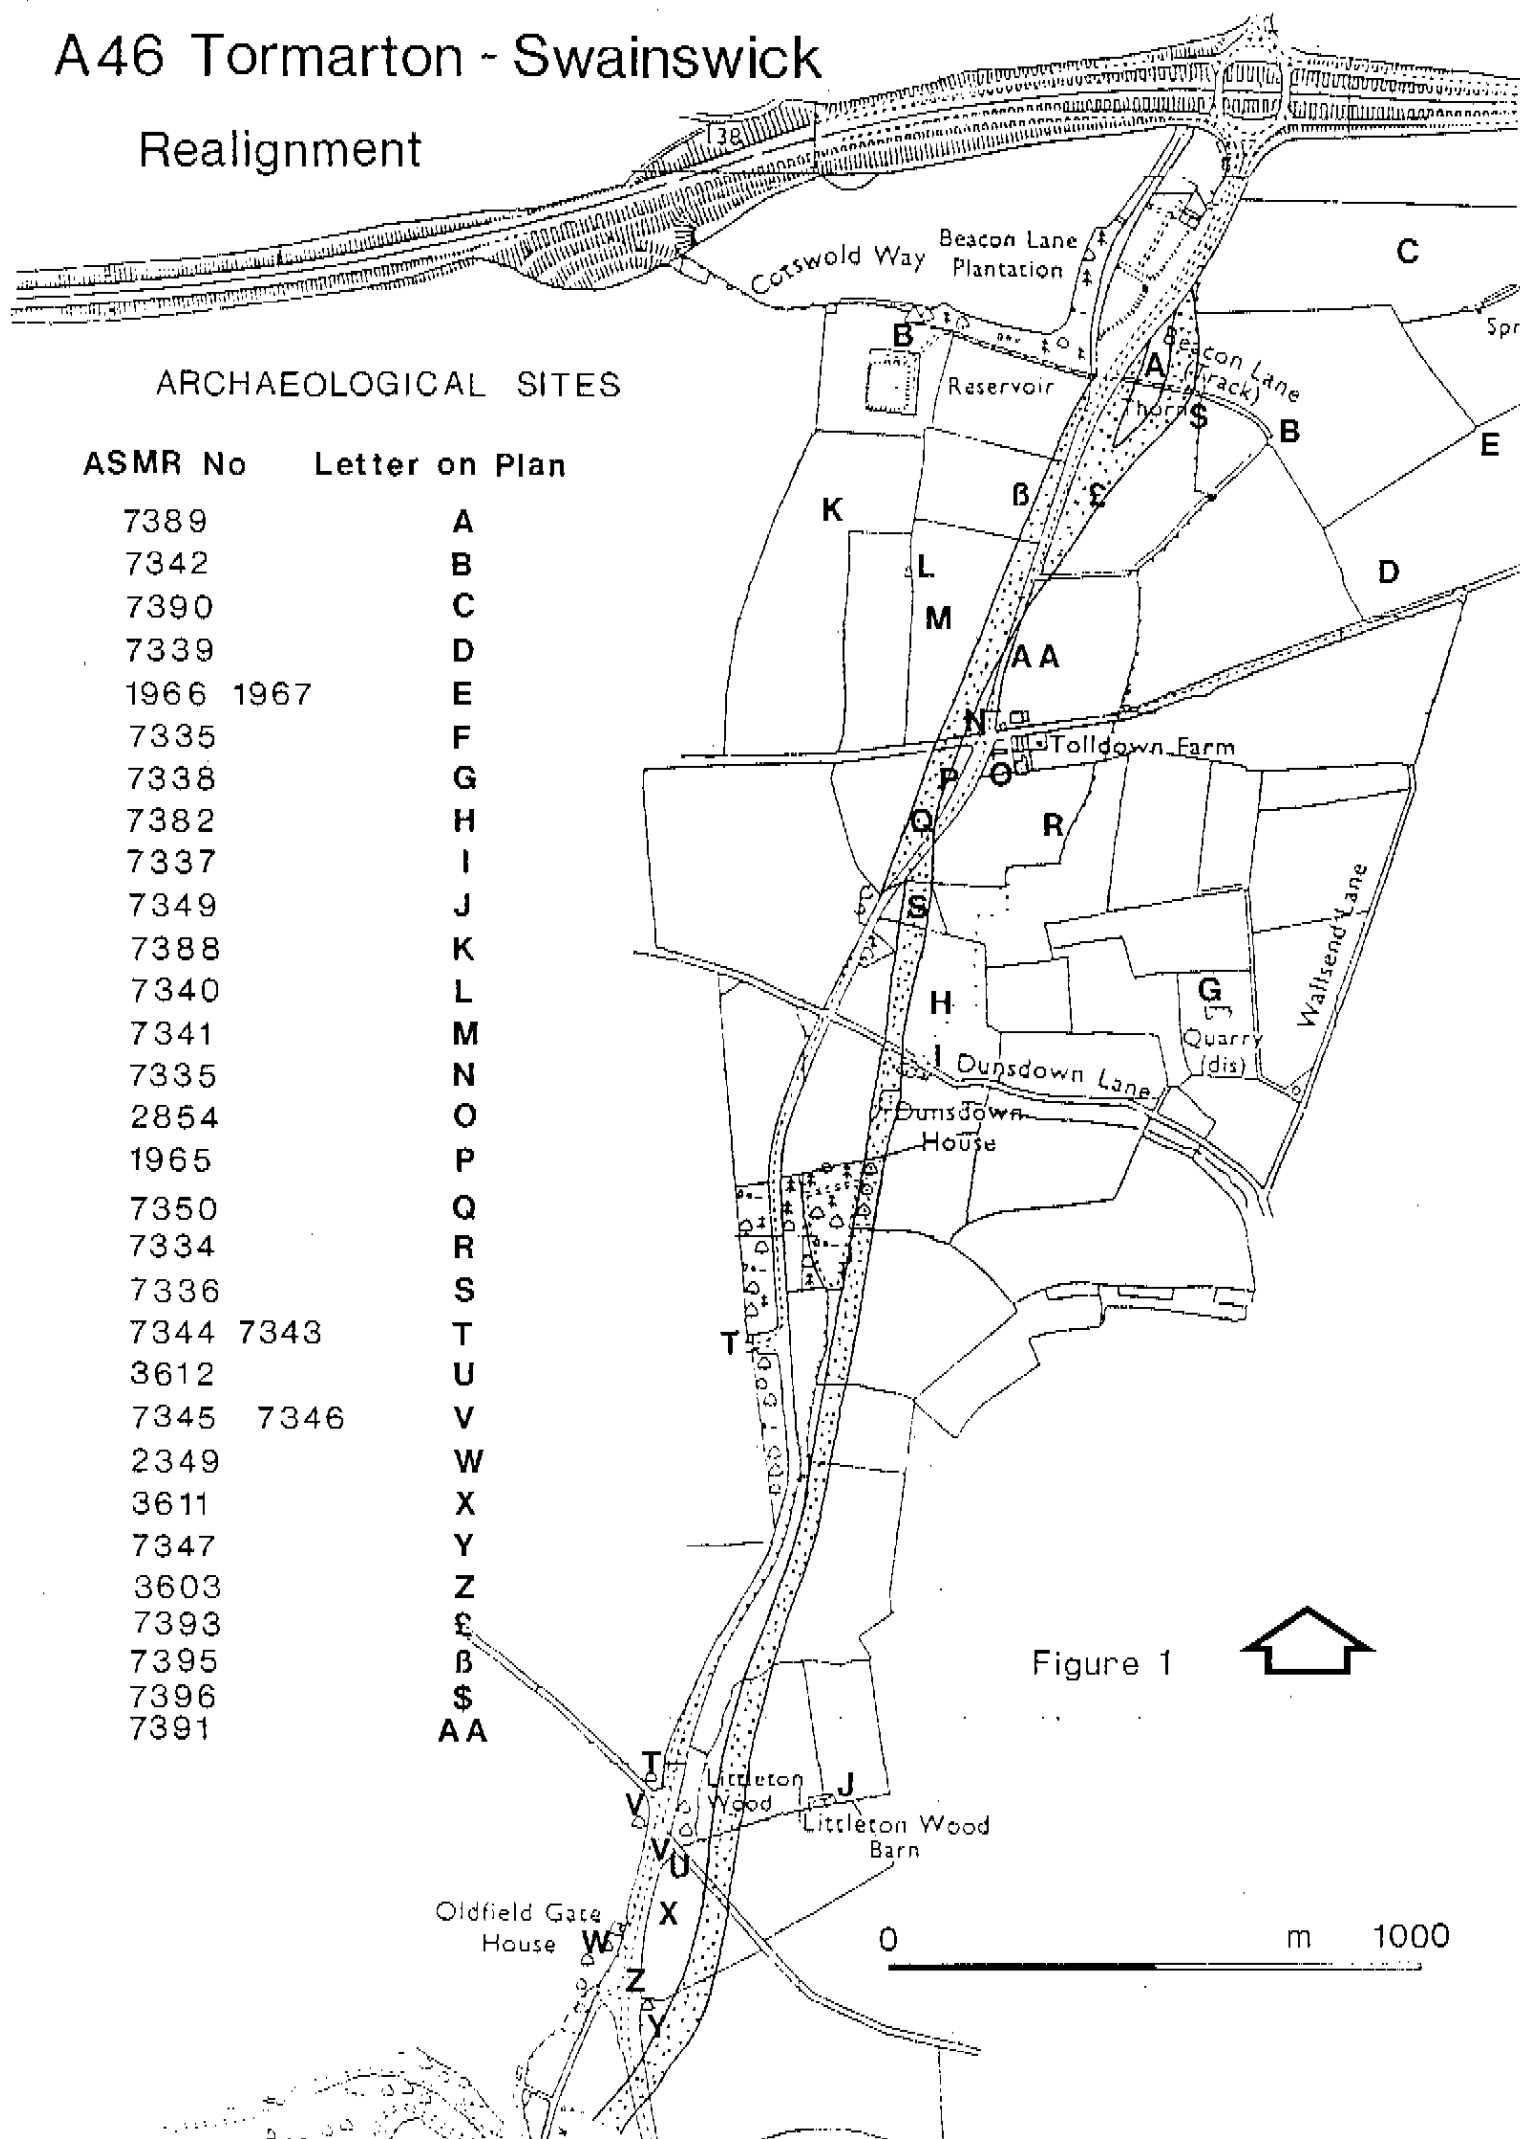 A46 Tormarton - Swainswick
Realignment
38
ARCHAEOLOGICAL SITES
ASMR No Letter on Plan
7389 A
7342 B
7390 C
7339 D
1966 1967 E
7335 F
7338 G
7382 H
7337 I
7349 J
7388 K
7340 L
7341 M
7335 N
2854 O
1965 P
7350 Q
7334 R
7336 S
7344 7343 T
3612 U
7345 7346 V
2349 W
3611 X
7347 Y
3603 Z
7393 £
7395 ß
7396 $
7391 AA
Cotswold Way
Beacon Lane
Plantation
C
Spr
B
Reservoir
A
Beacon Lane
(Track)
Thorn
$
B
E
K
ß
£
L
D
M
AA
N
Tolldown Farm
P
O
Q
R
S
Wallsend Lane
H
G
Quarry
(dis)
I
Dunsdown Lane
Dunsdown
House
T
Figure 1
T
Littleton
Wood
J
V
Littleton Wood
Barn
V
U
X
Oldfield Gate
House
W
Z
Y
0 m 1000